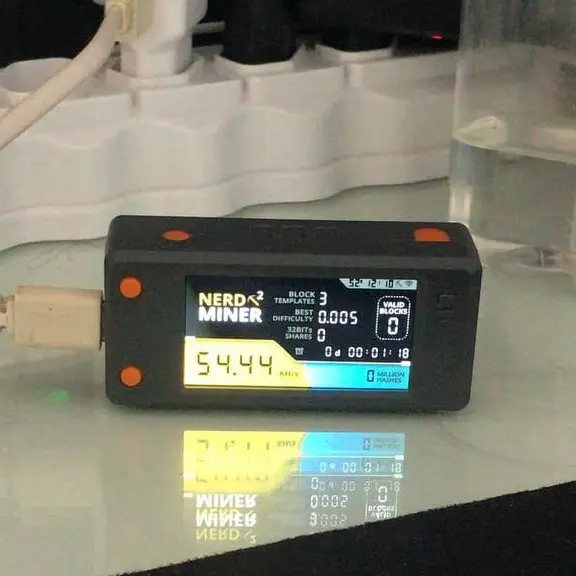 NERD 2
MINER
BLOCK
TEMPLATES 3
BEST
DIFFICULTY 0.005
32BITs
SHARES 0
VALID
BLOCKS
0
0d 00:01:18
54.44 KH/s
0 MILLION
HASHES